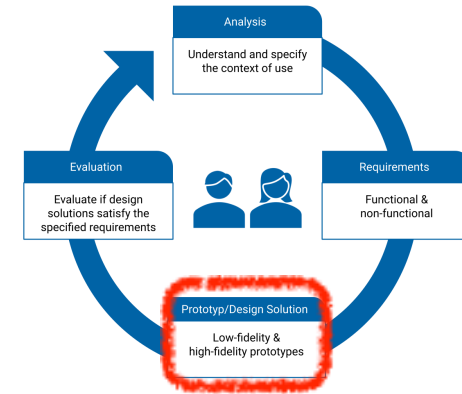 Analysis
Understand and specify
the context of use
Evaluation
Evaluate if design
solutions satisfy the
specified requirements
Requirements
Functional &
non-functional
Prototyp/Design Solution
Low-fidelity &
high-fidelity prototypes